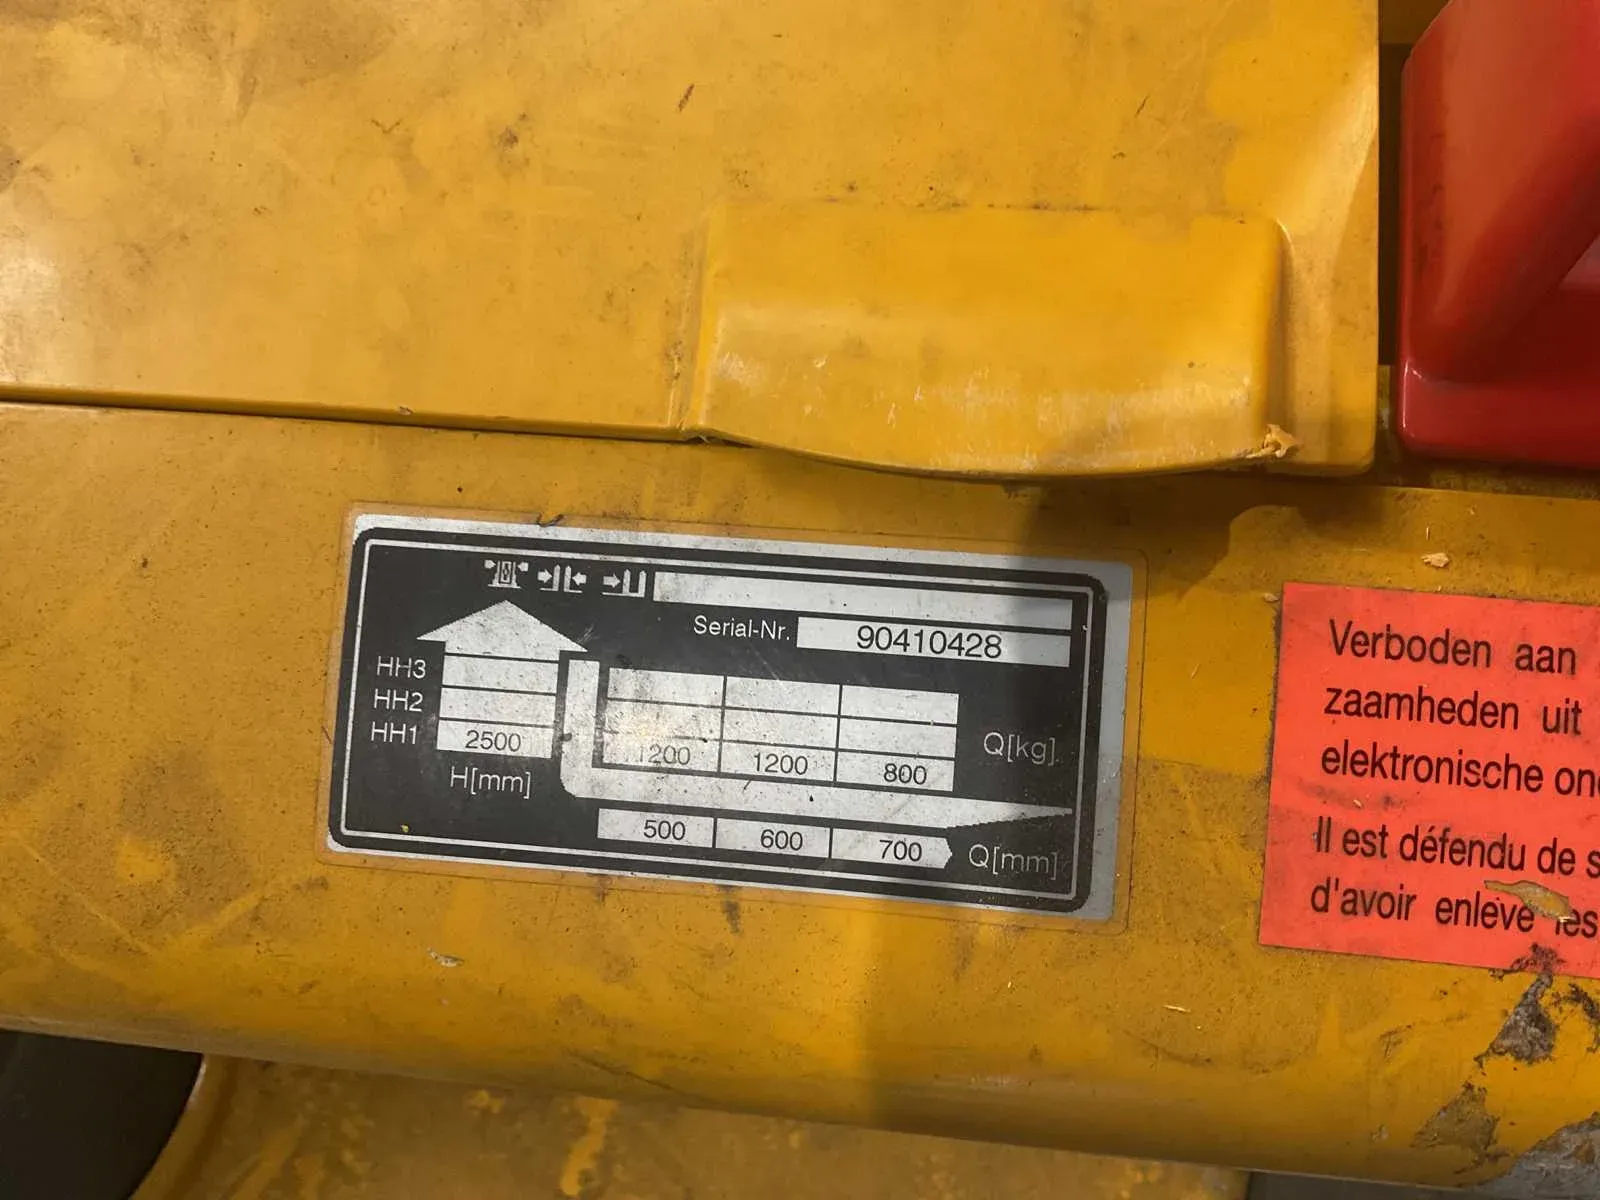 Serial-Nr. 90410428
HH3
HH2
HH1 2500 1200 1200 800 Q[kg]
H[mm]
500 600 700 Q[mm]
Verboden aan
zaamheden uit
elektronische on
Il est défendu de s
d'avoir enlevé les